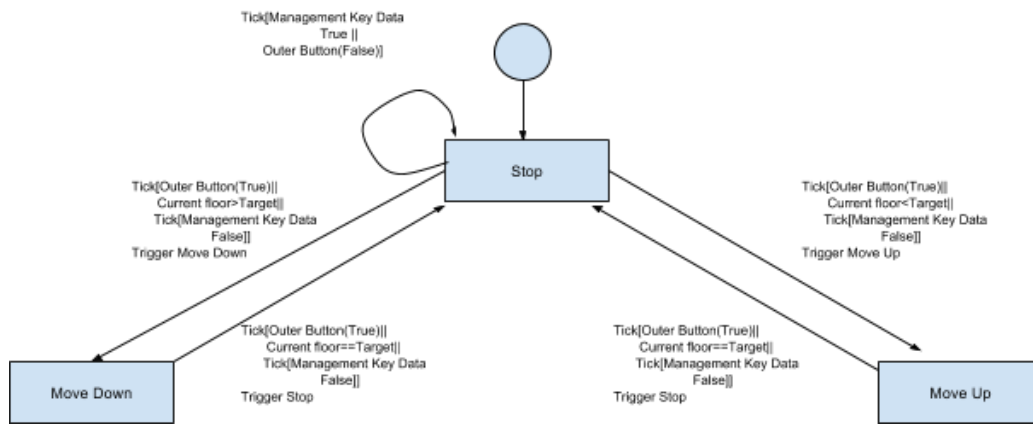 Tick[Management Key Data
True ||
Outer Button(False)]
Stop
Tick[Outer Button(True)||
Current floor>Target||
Tick[Management Key Data
False]]
Trigger Move Down
Tick[Outer Button(True)||
Current floor<Target||
Tick[Management Key Data
False]]
Trigger Move Up
Tick[Outer Button(True)||
Current floor==Target||
Tick[Management Key Data
False]]
Trigger Stop
Tick[Outer Button(True)||
Current floor==Target||
Tick[Management Key Data
False]]
Trigger Stop
Move Down
Move Up